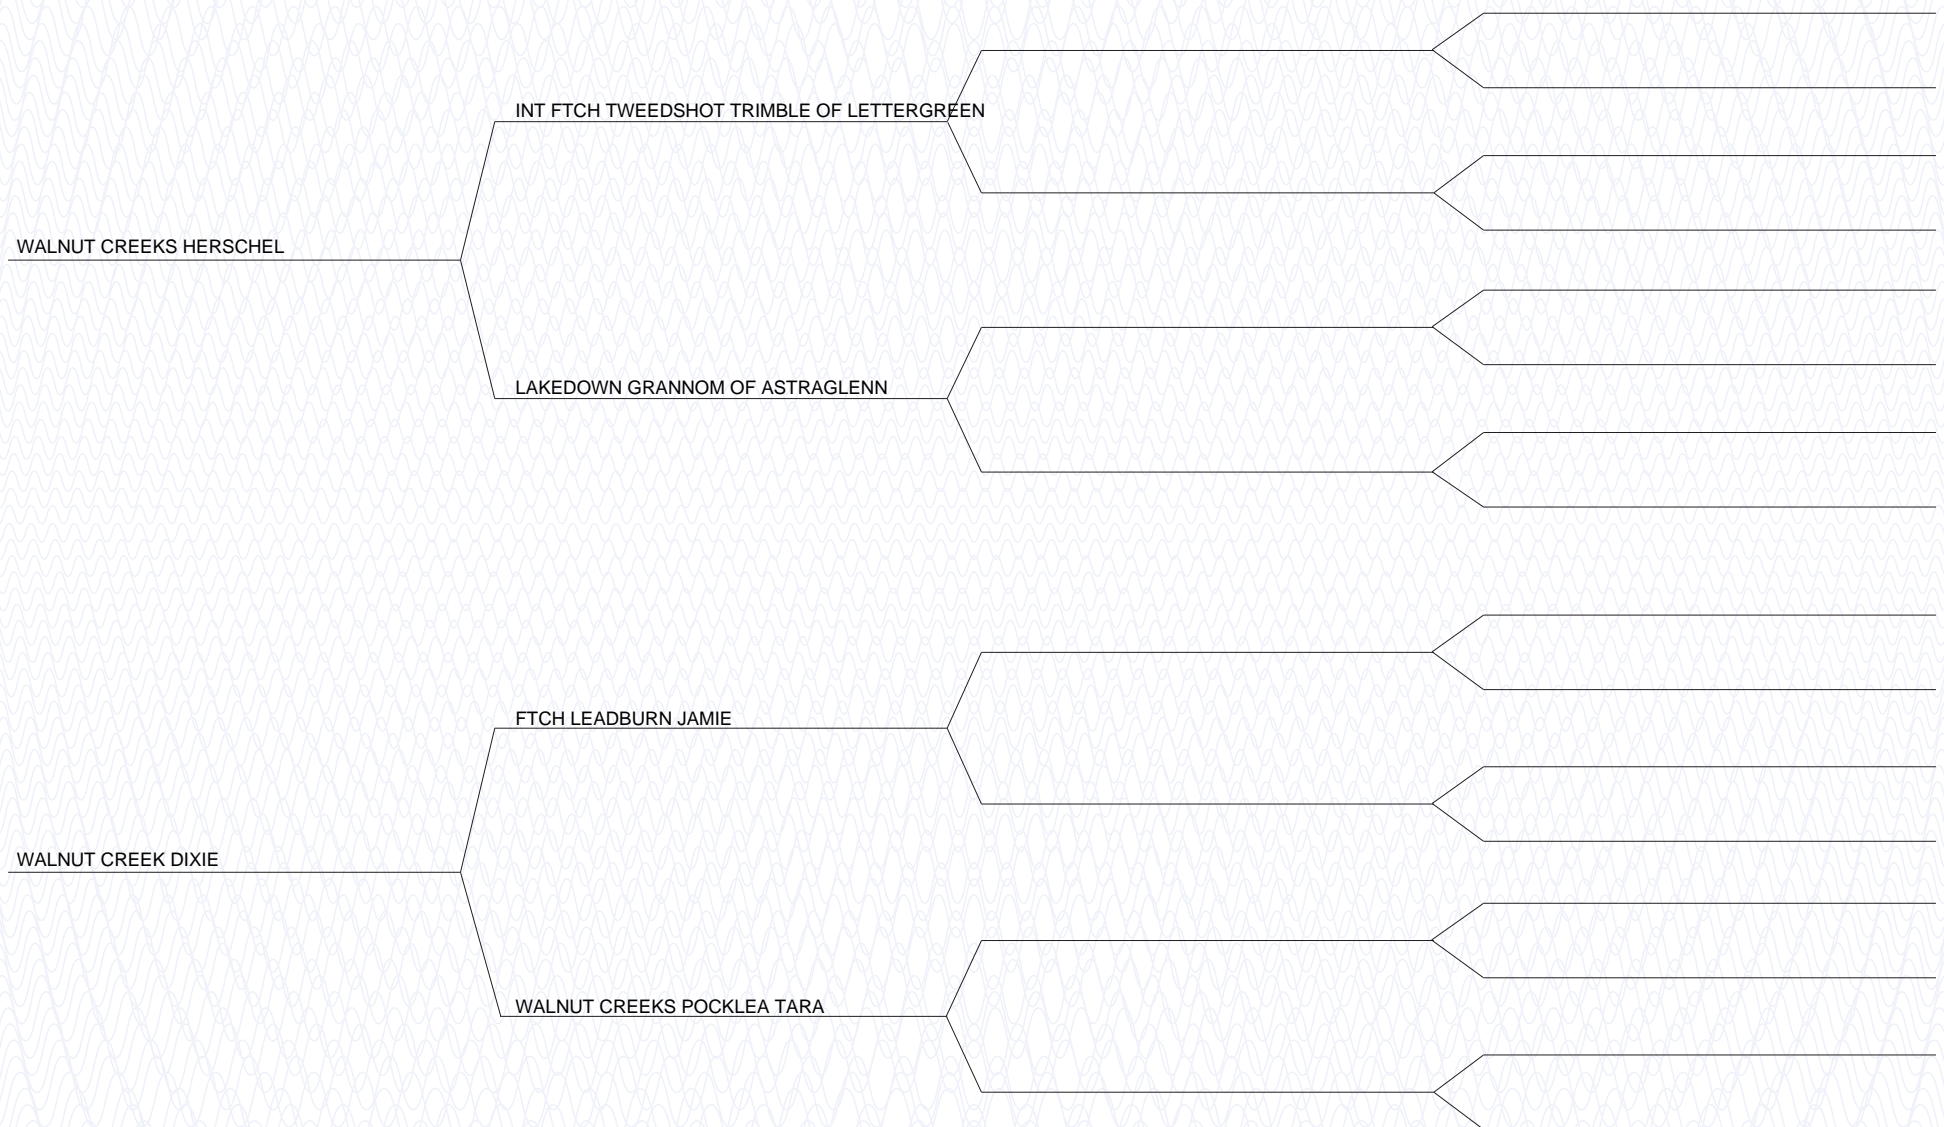 INT FTCH TWEEDSHOT TRIMBLE OF LETTERGREEN
WALNUT CREEKS HERSCHEL
LAKEDOWN GRANNOM OF ASTRAGLENN
FTCH LEADBURN JAMIE
WALNUT CREEK DIXIE
WALNUT CREEKS POCKLEA TARA